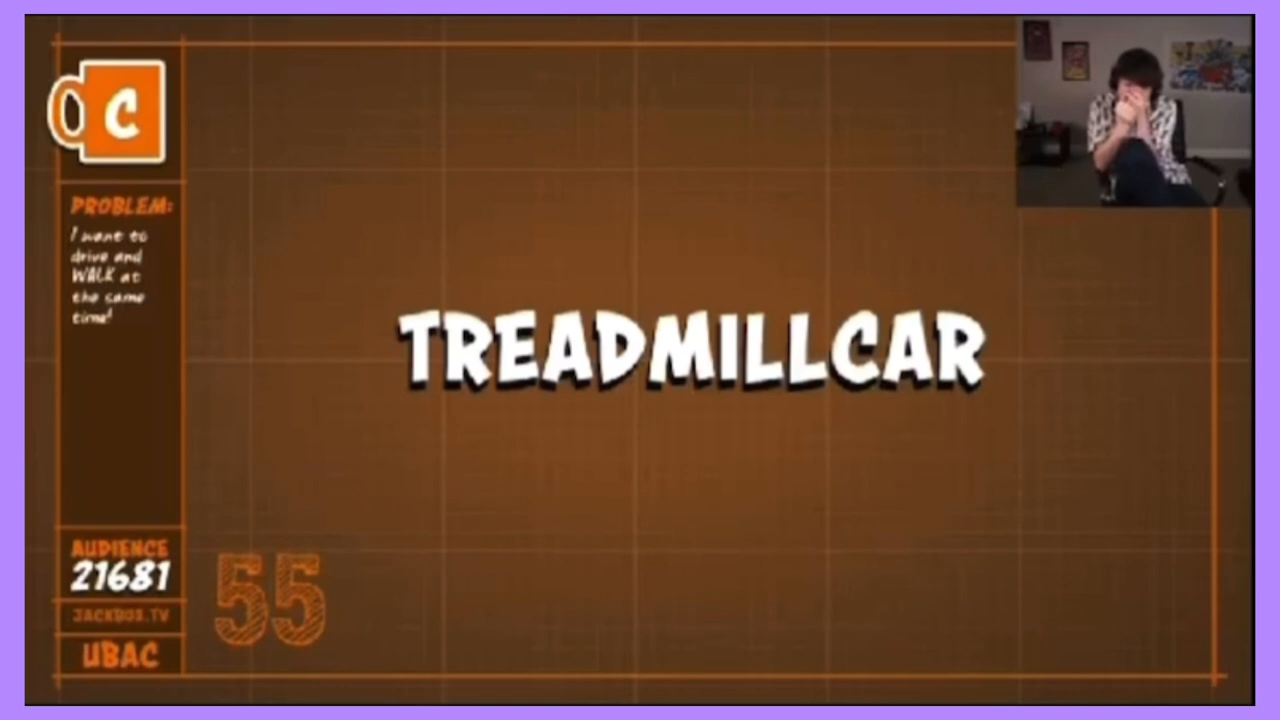 C
PROBLEM:
I want to
drive and
WALK at
the same
time!
TREADMILLCAR
AUDIENCE
21681
JACKBOX.TV
UBAC
55